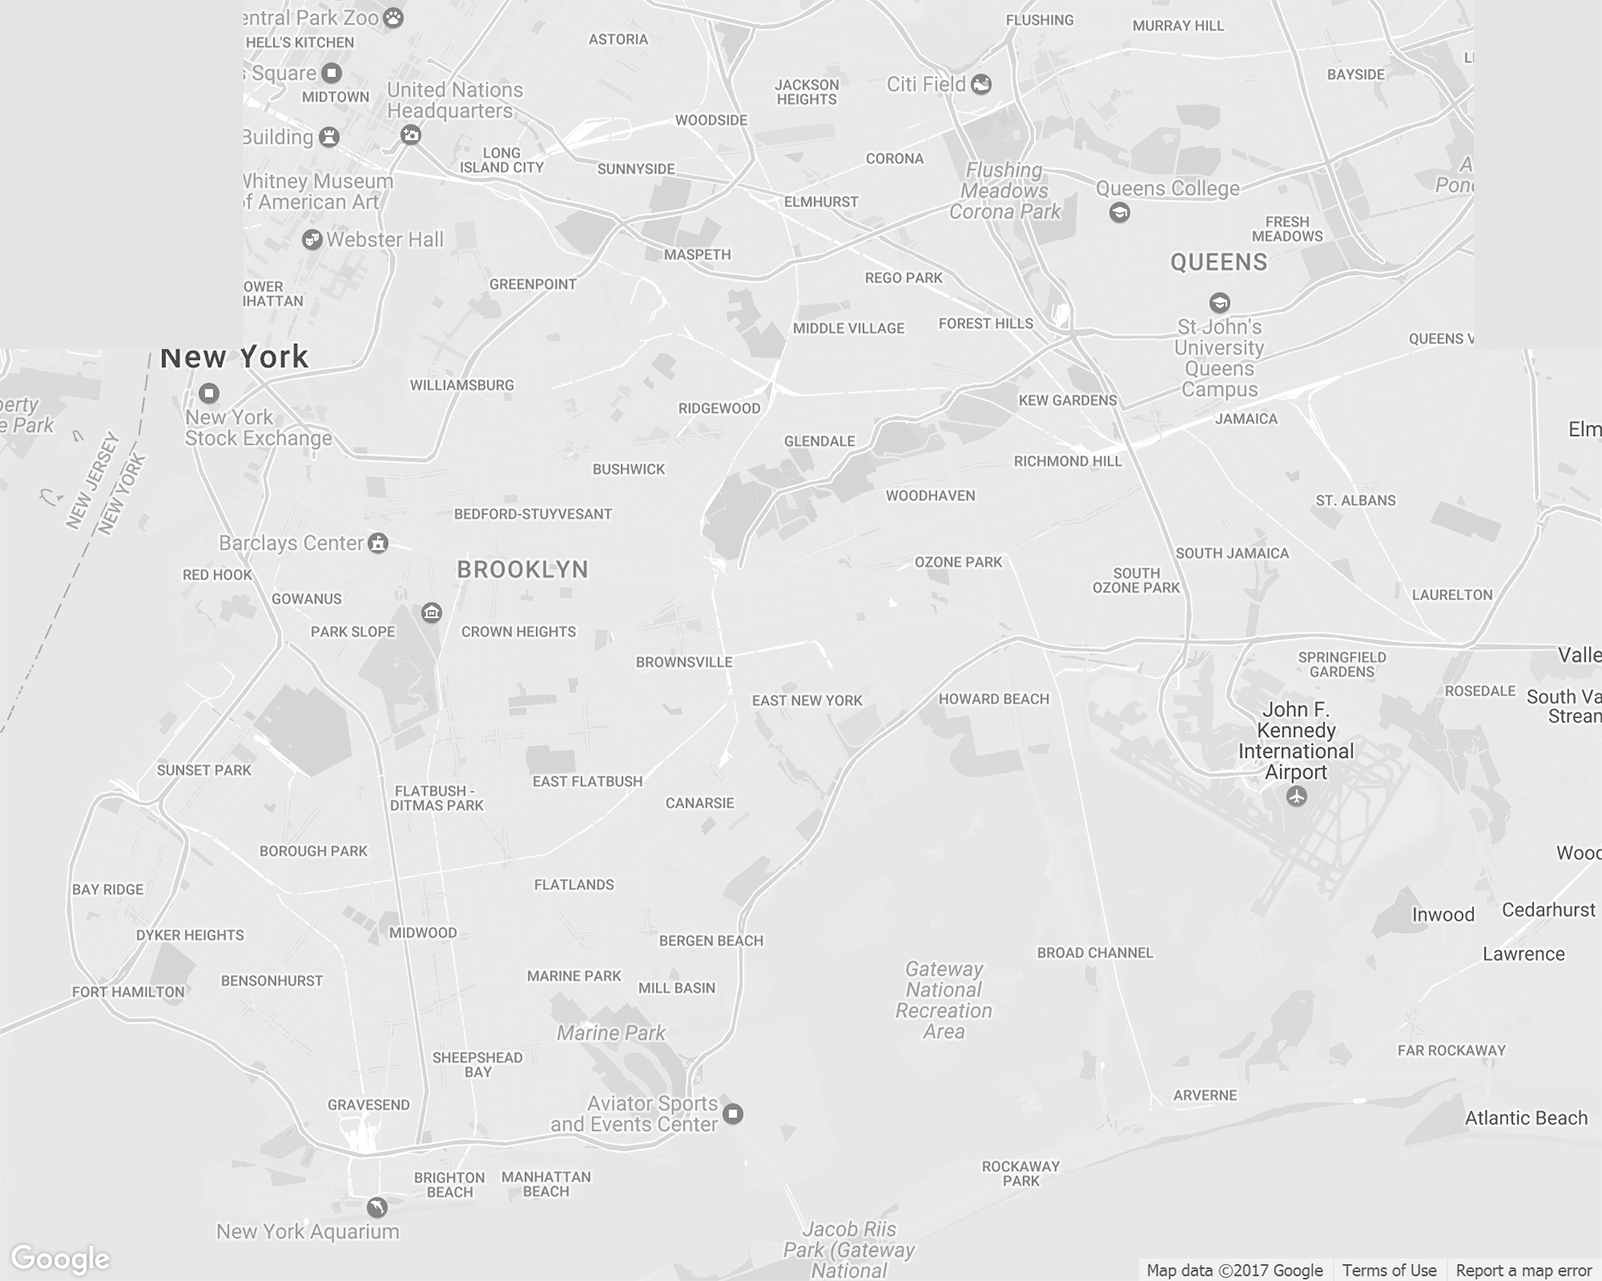 entral Park Zoo
HELL'S KITCHEN
s Square
MIDTOWN
United Nations
Headquarters
Building
LONG
ISLAND CITY
ASTORIA
JACKSON
HEIGHTS
WOODSIDE
SUNNYSIDE
FLUSHING
MURRAY HILL
BAYSIDE
LI
Citi Field
CORONA
Flushing
Meadows
Corona Park
Queens College
A
Pond
Whitney Museum
of American Art
Webster Hall
ELMHURST
MASPETH
FRESH
MEADOWS
QUEENS
OWER
NHATTAN
GREENPOINT
REGO PARK
MIDDLE VILLAGE
FOREST HILLS
St John's
University
Queens
Campus
QUEENS V
New York
New York
Stock Exchange
WILLIAMSBURG
RIDGEWOOD
KEW GARDENS
JAMAICA
Elm
perty
e Park
NEW JERSEY
NEW YORK
GLENDALE
BUSHWICK
RICHMOND HILL
WOODHAVEN
ST. ALBANS
BEDFORD-STUYVESANT
Barclays Center
BROOKLYN
RED HOOK
GOWANUS
OZONE PARK
SOUTH
OZONE PARK
SOUTH JAMAICA
LAURELTON
PARK SLOPE
CROWN HEIGHTS
BROWNSVILLE
EAST NEW YORK
HOWARD BEACH
SPRINGFIELD
GARDENS
Valle
ROSEDALE
South Va
Strean
John F.
Kennedy
International
Airport
SUNSET PARK
FLATBUSH -
DITMAS PARK
EAST FLATBUSH
CANARSIE
BOROUGH PARK
Wood
BAY RIDGE
FLATLANDS
Inwood
Cedarhurst
DYKER HEIGHTS
MIDWOOD
BERGEN BEACH
BROAD CHANNEL
Lawrence
BENSONHURST
FORT HAMILTON
MARINE PARK
MILL BASIN
Gateway
National
Recreation
Area
Marine Park
SHEEPSHEAD
BAY
FAR ROCKAWAY
GRAVESEND
Aviator Sports
and Events Center
ARVERNE
Atlantic Beach
BRIGHTON
BEACH
MANHATTAN
BEACH
ROCKAWAY
PARK
New York Aquarium
Jacob Riis
Park (Gateway
National
Google
Map data ©2017 Google
Terms of Use
Report a map error